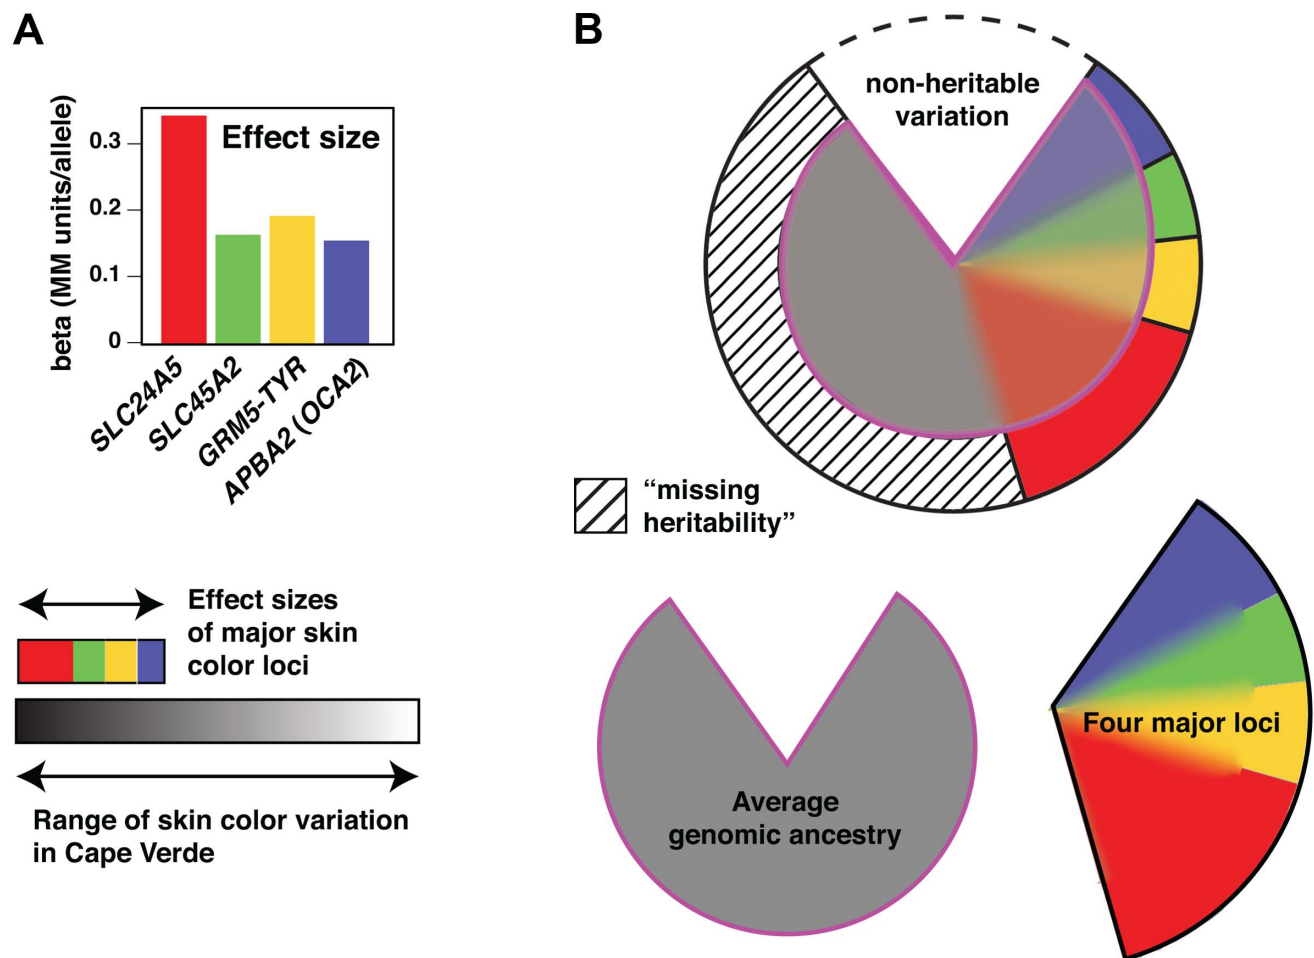 A
Effect size
beta (MM units/allele)
0.3
0.2
0.1
0
SLC24A5
SLC45A2
GRM5-TYR
APBA2 (OCA2)
Effect sizes
of major skin
color loci
Range of skin color variation
in Cape Verde
B
non-heritable
variation
“missing
heritability”
Average
genomic ancestry
Four major loci